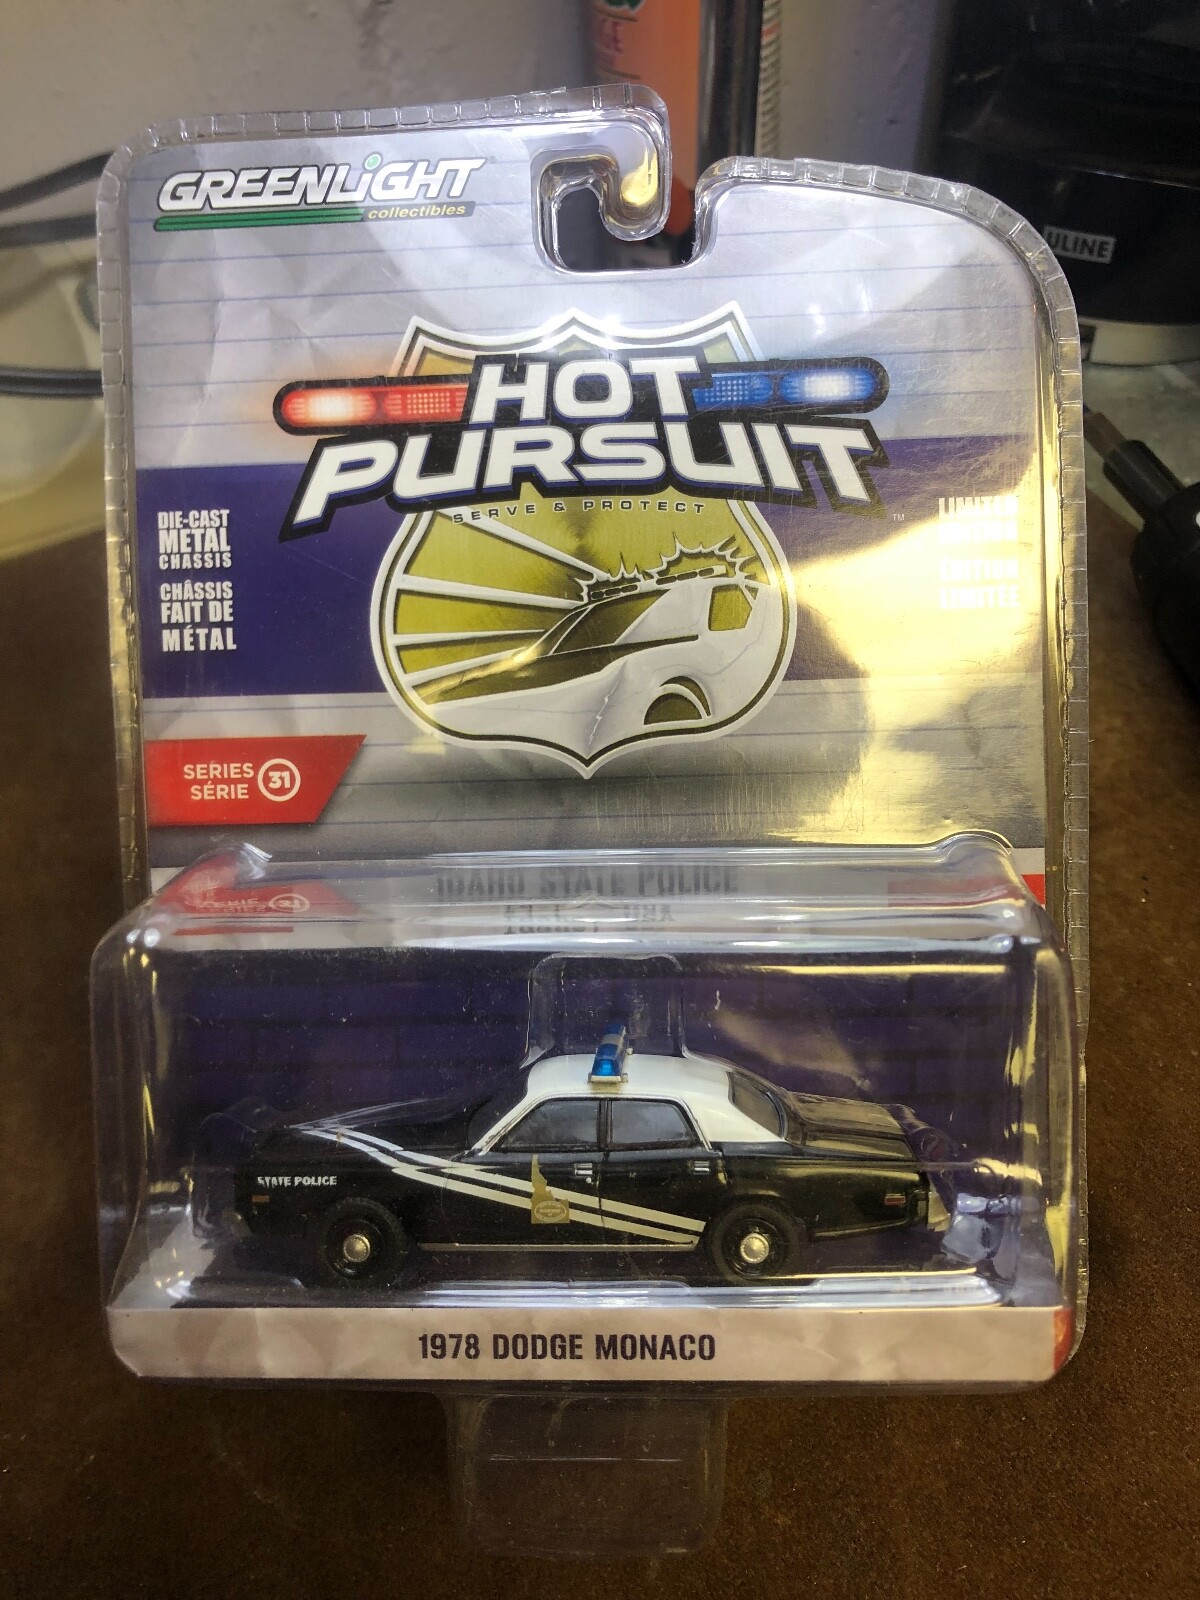 GREENLiGHT
collectibles
ULINE
HOT
PURSUIT
SERVE & PROTECT
TM
DIE-CAST
METAL
CHASSIS
CHÂSSIS
FAIT DE
MÉTAL
LIMITED
EDITION
ÉDITION
LIMITÉE
SERIES 31
SÉRIE
IDAHO STATE POLICE
STATE POLICE
1978 DODGE MONACO